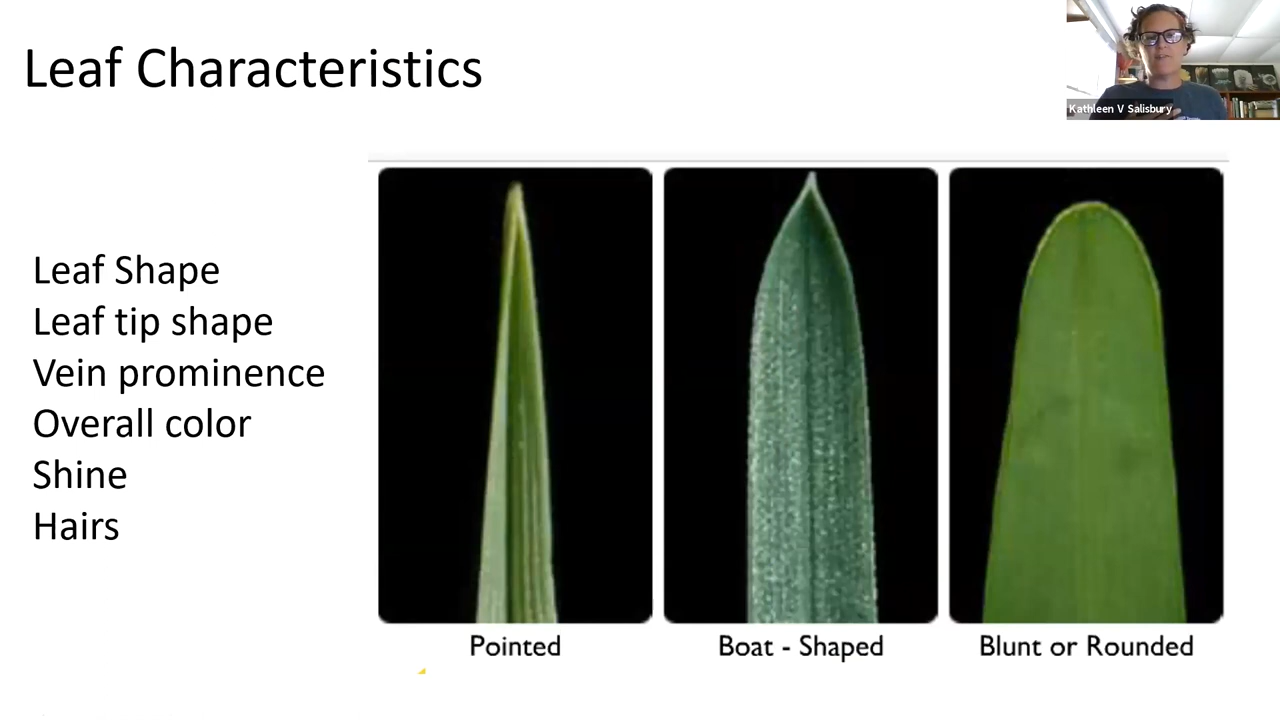 Leaf Characteristics
Kathleen V Salisbury
Leaf Shape
Leaf tip shape
Vein prominence
Overall color
Shine
Hairs
Pointed
Boat - Shaped
Blunt or Rounded